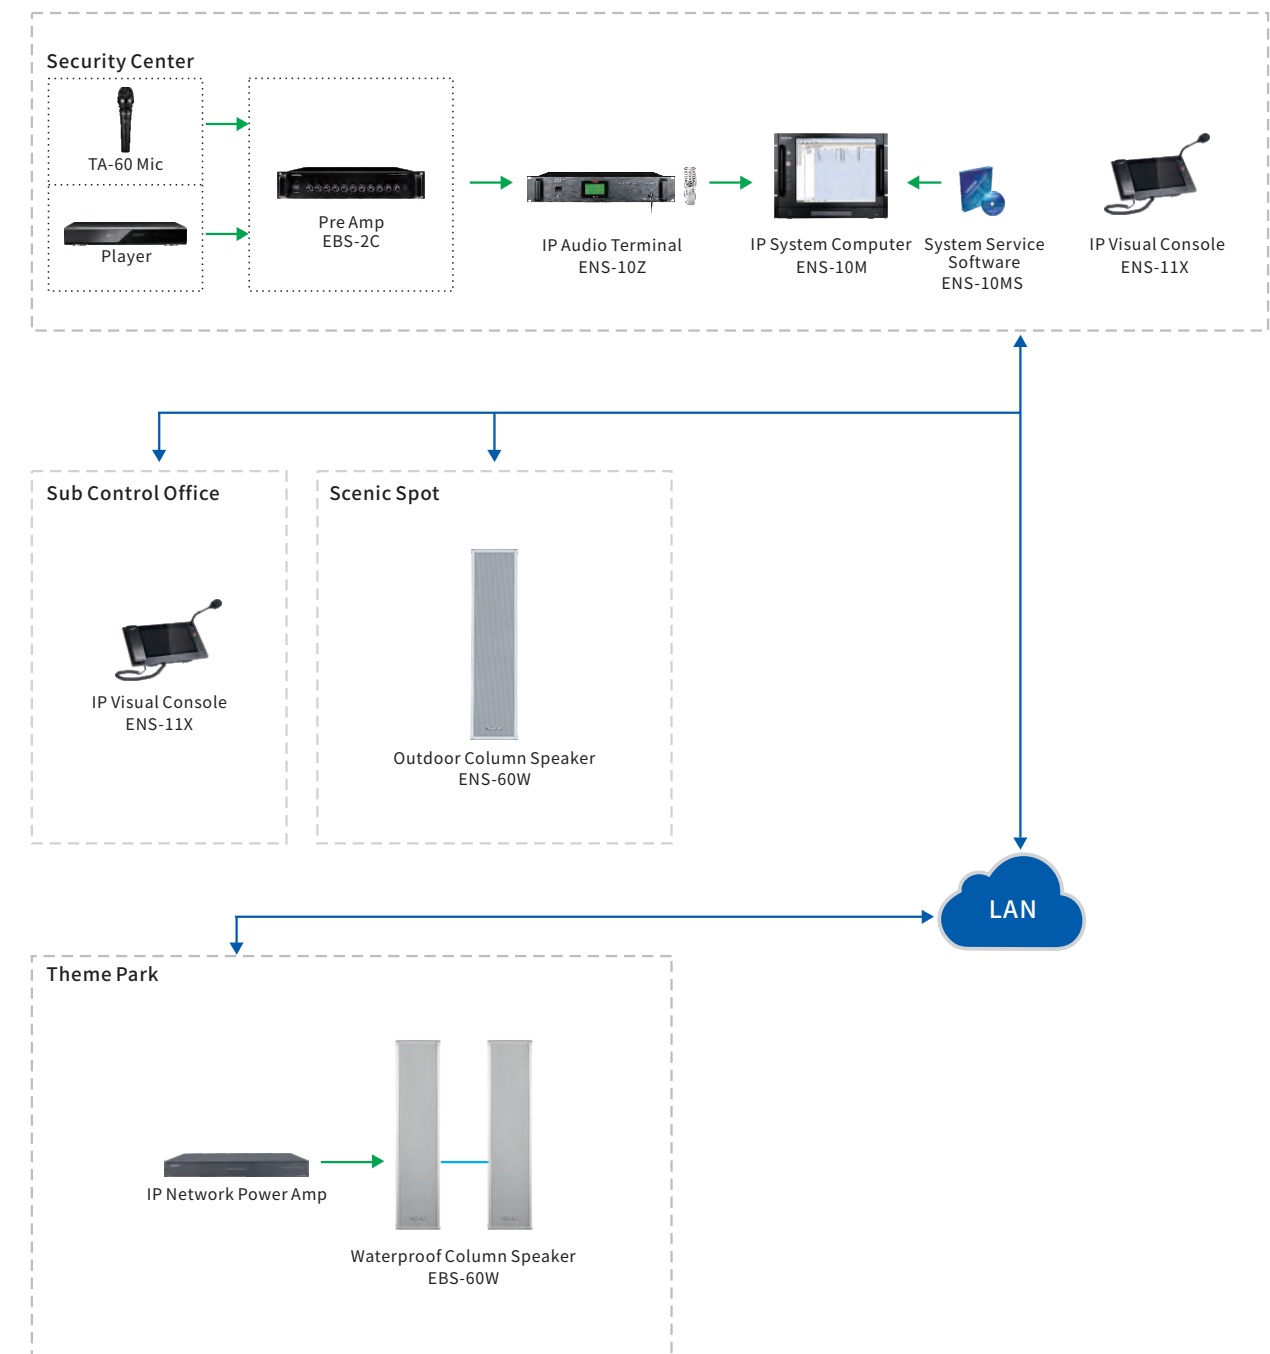 Security Center
TA-60 Mic
Player
Pre Amp
EBS-2C
IP Audio Terminal
ENS-10Z
IP System Computer
ENS-10M
System Service
Software
ENS-10MS
IP Visual Console
ENS-11X
Sub Control Office
IP Visual Console
ENS-11X
Scenic Spot
Outdoor Column Speaker
ENS-60W
LAN
Theme Park
IP Network Power Amp
Waterproof Column Speaker
EBS-60W